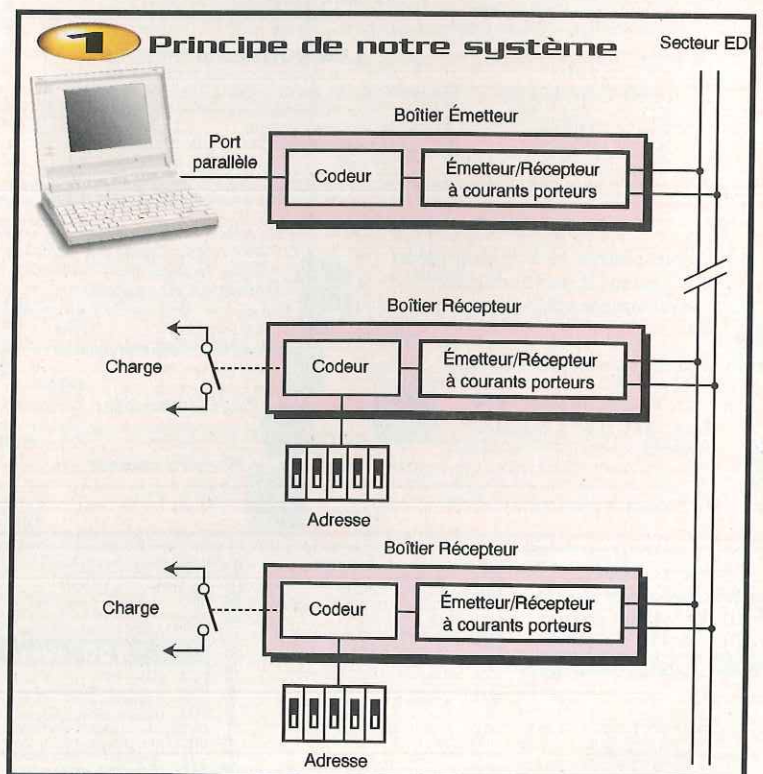 1 Principe de notre système
Secteur ED
Boîtier Émetteur
Port
parallèle
Codeur
Émetteur/Récepteur
à courants porteurs
Boîtier Récepteur
Charge
Codeur
Émetteur/Récepteur
à courants porteurs
Adresse
Boîtier Récepteur
Charge
Codeur
Émetteur/Récepteur
à courants porteurs
Adresse